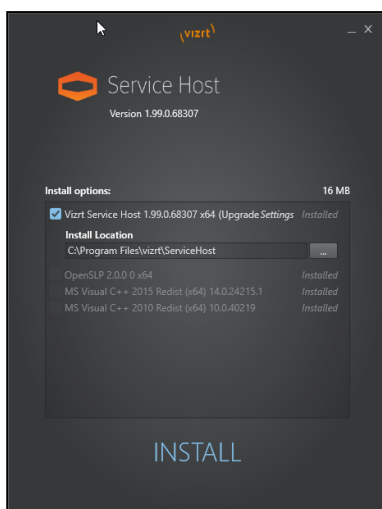 (vizrt)
Service Host
Version 1.99.0.68307
Install options: 16 MB
Vizrt Service Host 1.99.0.68307 x64 (Upgrade Settings Installed
Install Location
C:\Program Files\vizrt\ServiceHost ...
OpenSLP 2.0.0 0 x64 Installed
MS Visual C++ 2015 Redist (x64) 14.0.24215.1 Installed
MS Visual C++ 2010 Redist (x64) 10.0.40219 Installed
INSTALL